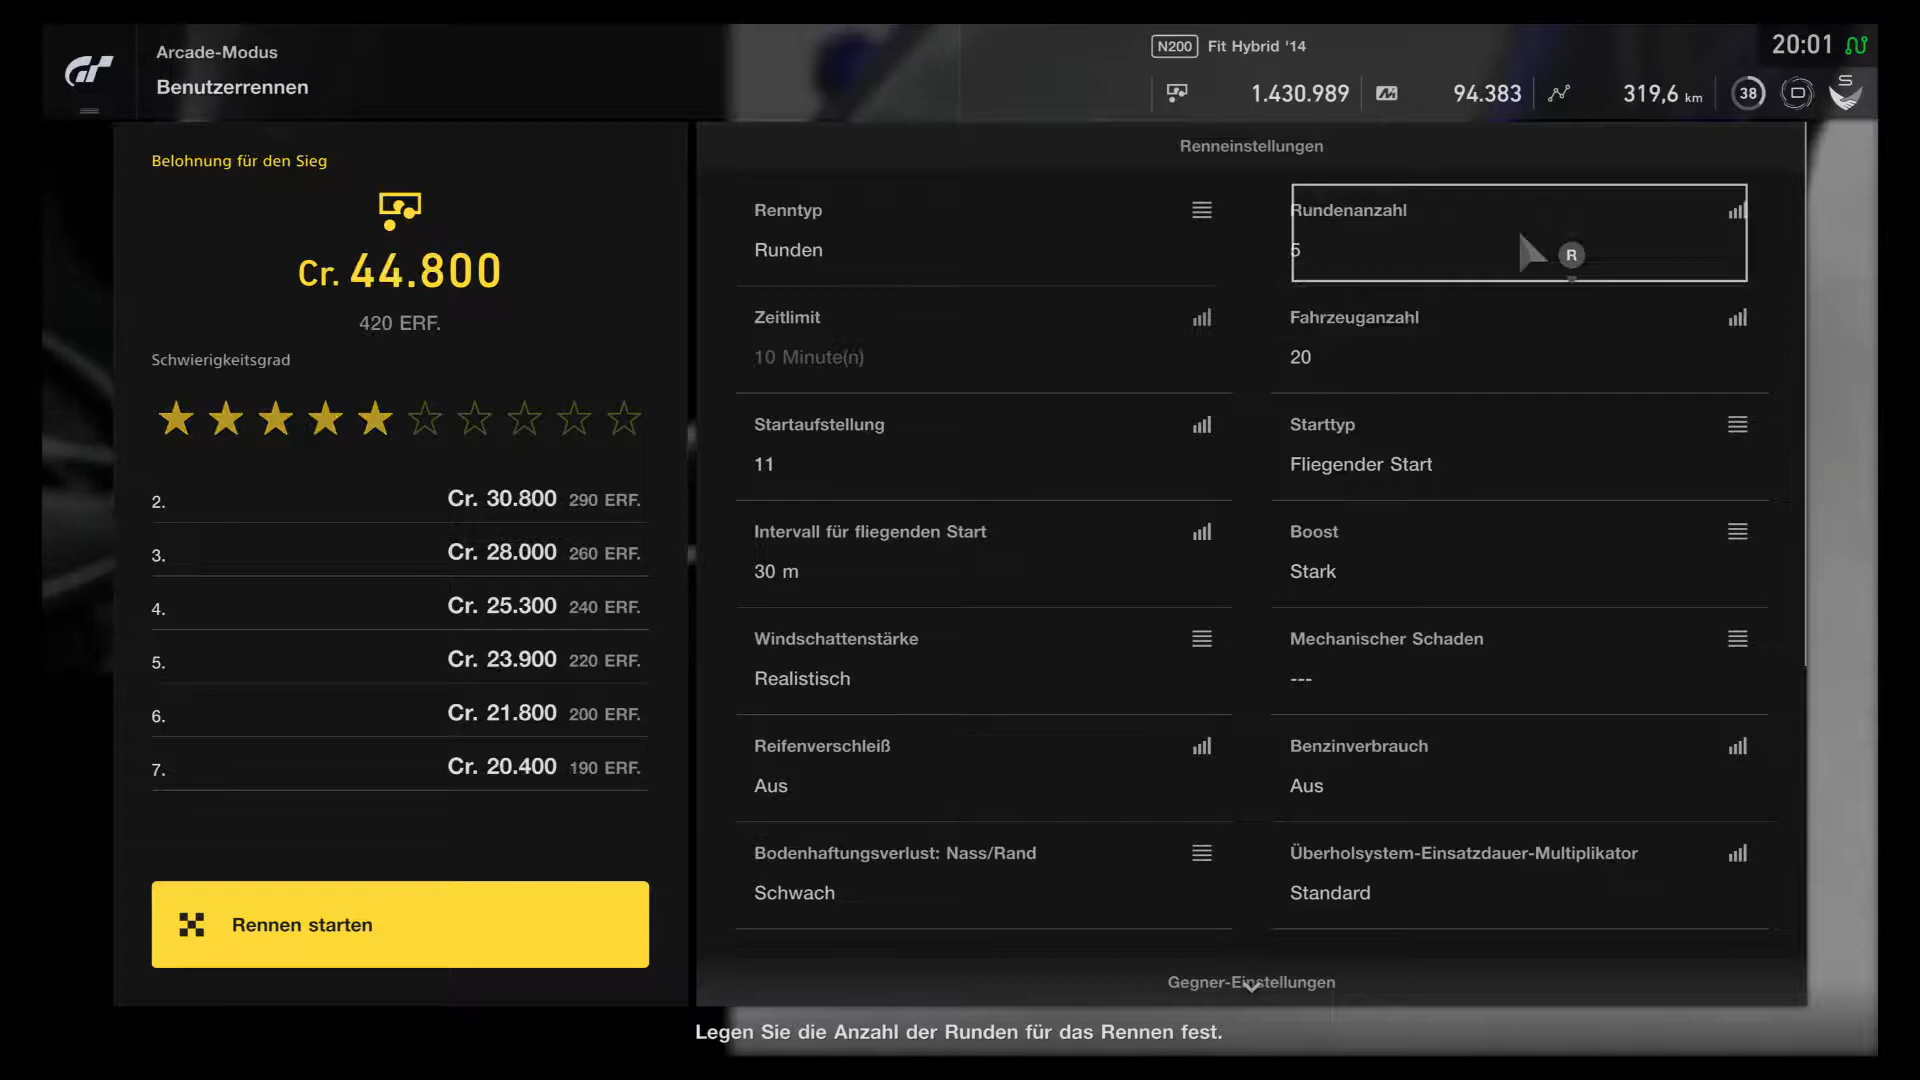 Arcade-Modus
Benutzerrennen
N200 Fit Hybrid '14
20:01
1.430.989 94.383 319,6 km 38 S
Belohnung für den Sieg
Cr. 44.800
420 ERF.
Schwierigkeitsgrad
2. Cr. 30.800 290 ERF.
3. Cr. 28.000 260 ERF.
4. Cr. 25.300 240 ERF.
5. Cr. 23.900 220 ERF.
6. Cr. 21.800 200 ERF.
7. Cr. 20.400 190 ERF.
Rennen starten
Renneinstellungen
Renntyp
Runden
Rundenanzahl
5
R
Zeitlimit
10 Minute(n)
Fahrzeuganzahl
20
Startaufstellung
11
Starttyp
Fliegender Start
Intervall für fliegenden Start
30 m
Boost
Stark
Windschattenstärke
Realistisch
Mechanischer Schaden
---
Reifenverschleiß
Aus
Benzinverbrauch
Aus
Bodenhaftungsverlust: Nass/Rand
Schwach
Überholsystem-Einsatzdauer-Multiplikator
Standard
Gegner-Einstellungen
Legen Sie die Anzahl der Runden für das Rennen fest.